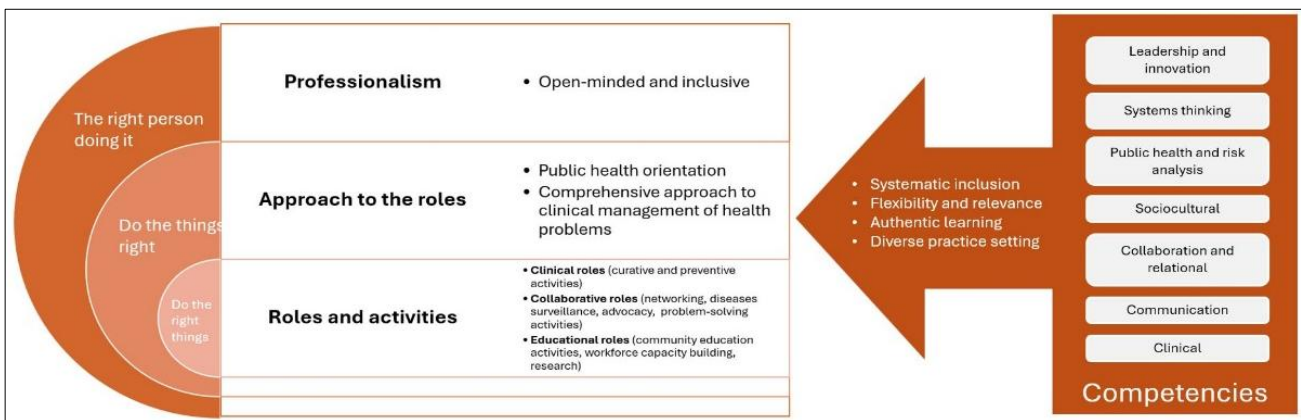 The right person
doing it
Do the things
right
Do the
right
things
Professionalism
• Open-minded and inclusive
Approach to the roles
• Public health orientation
• Comprehensive approach to
clinical management of health
problems
Roles and activities
• Clinical roles (curative and preventive
activities)
• Collaborative roles (networking, diseases
surveillance, advocacy, problem-solving
activities)
• Educational roles (community education
activities, workforce capacity building,
research)
• Systematic inclusion
• Flexibility and relevance
• Authentic learning
• Diverse practice setting
Leadership and
innovation
Systems thinking
Public health and risk
analysis
Sociocultural
Collaboration and
relational
Communication
Clinical
Competencies